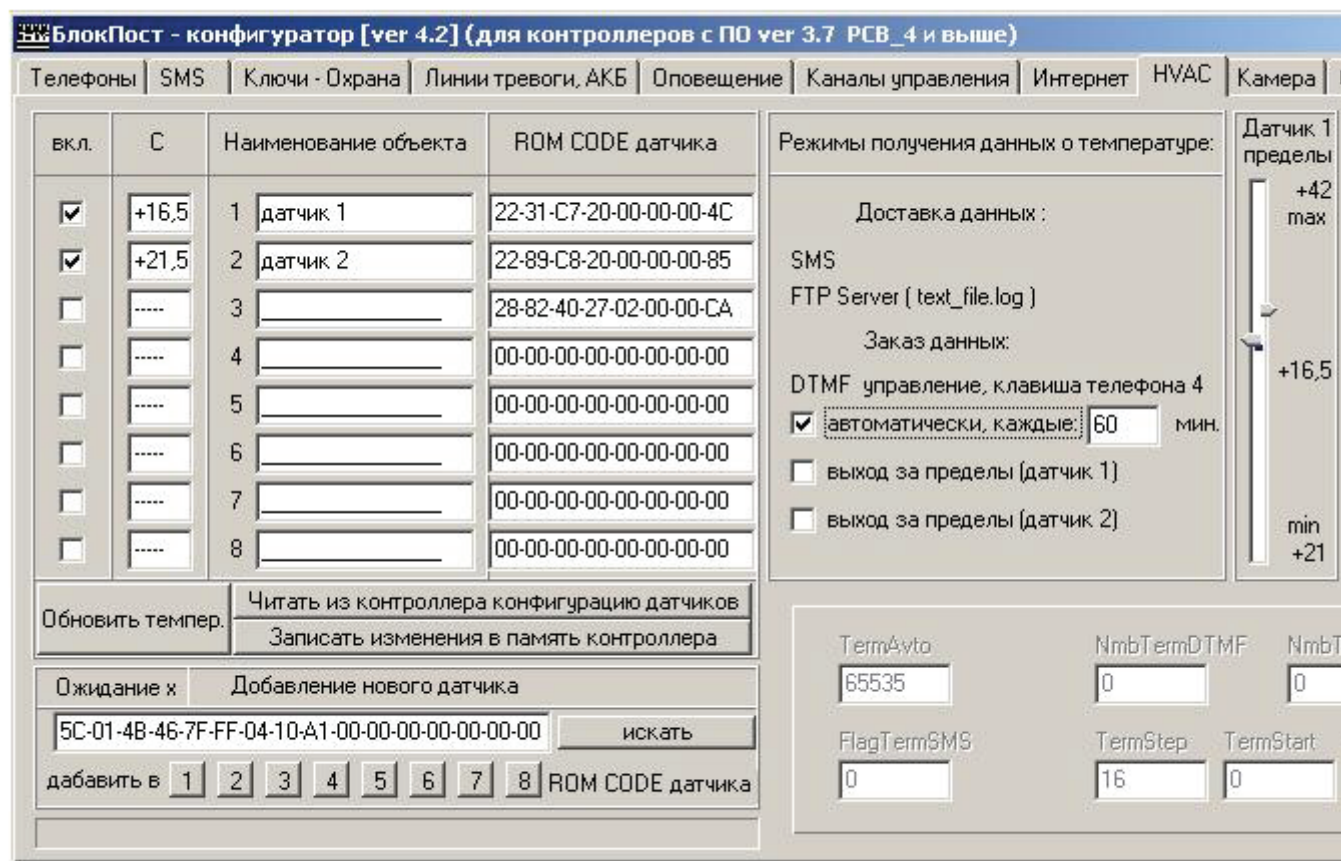 БлокПост - конфигуратор [ver 4.2] (для контроллеров с ПО ver 3.7 PCB_4 и выше)
Телефоны SMS Ключи - Охрана Линии тревоги, АКБ Оповещение Каналы управления Интернет HVAC Камера
вкл. С Наименование объекта ROM CODE датчика
+16,5 1 датчик 1 22-31-C7-20-00-00-00-4C
+21,5 2 датчик 2 22-89-C8-20-00-00-00-85
----- 3 28-82-40-27-02-00-00-CA
----- 4 00-00-00-00-00-00-00
----- 5 00-00-00-00-00-00-00
----- 6 00-00-00-00-00-00-00
----- 7 00-00-00-00-00-00-00
----- 8 00-00-00-00-00-00-00
Обновить темпер.
Читать из контроллера конфигурацию датчиков
Записать изменения в память контроллера
Ожидание x Добавление нового датчика
5C-01-4B-46-7F-FF-04-10-A1-00-00-00-00-00-00-00 искать
дабавить в 1 2 3 4 5 6 7 8 ROM CODE датчика
Режимы получения данных о температуре:
Доставка данных :
SMS
FTP Server ( text_file.log )
Заказ данных:
DTMF управление, клавиша телефона 4
автоматически, каждые: 60 мин.
выход за пределы (датчик 1)
выход за пределы (датчик 2)
Датчик 1
пределы
+42
max
+16,5
min
+21
TermAvto NmbTermDTMF NmbT
65535 0 0
FlagTermSMS TermStep TermStart
0 16 0